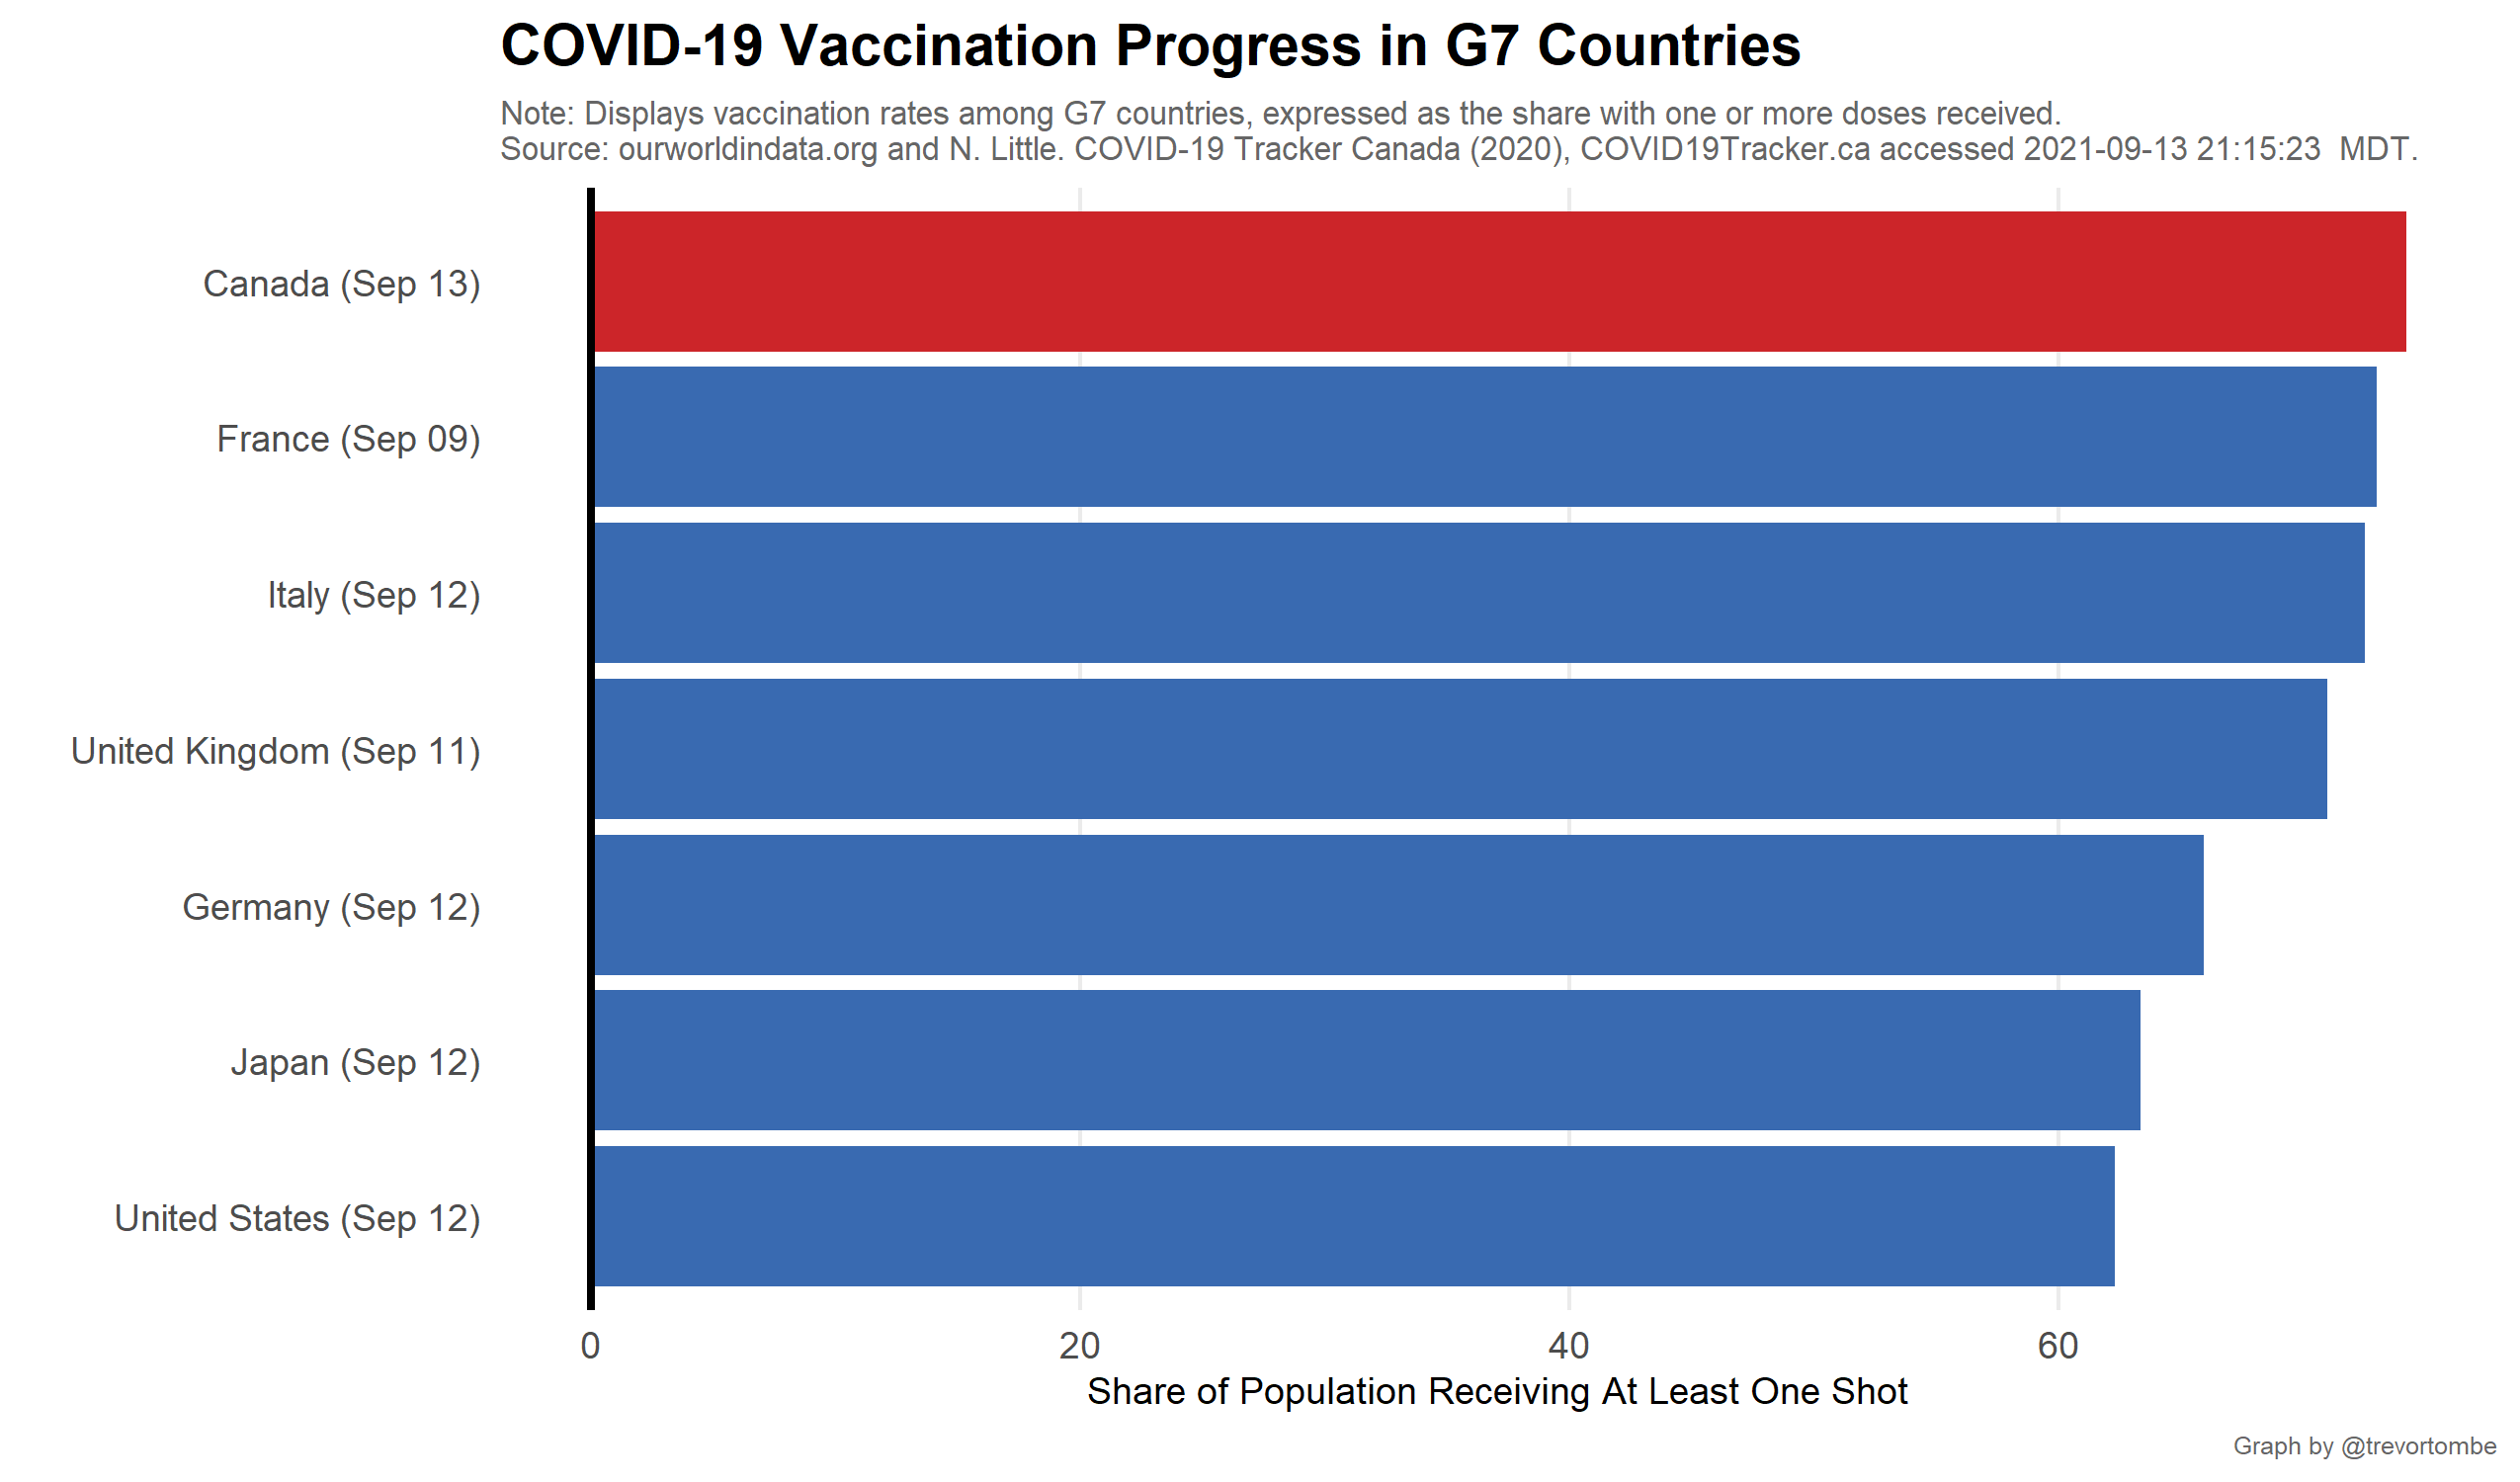 COVID-19 Vaccination Progress in G7 Countries
Note: Displays vaccination rates among G7 countries, expressed as the share with one or more doses received.
Source: ourworldindata.org and N. Little. COVID-19 Tracker Canada (2020), COVID19Tracker.ca accessed 2021-09-13 21:15:23  MDT.
Canada (Sep 13)
France (Sep 09)
Italy (Sep 12)
United Kingdom (Sep 11)
Germany (Sep 12)
Japan (Sep 12)
United States (Sep 12)
0 20 40 60
Share of Population Receiving At Least One Shot
Graph by @trevortombe